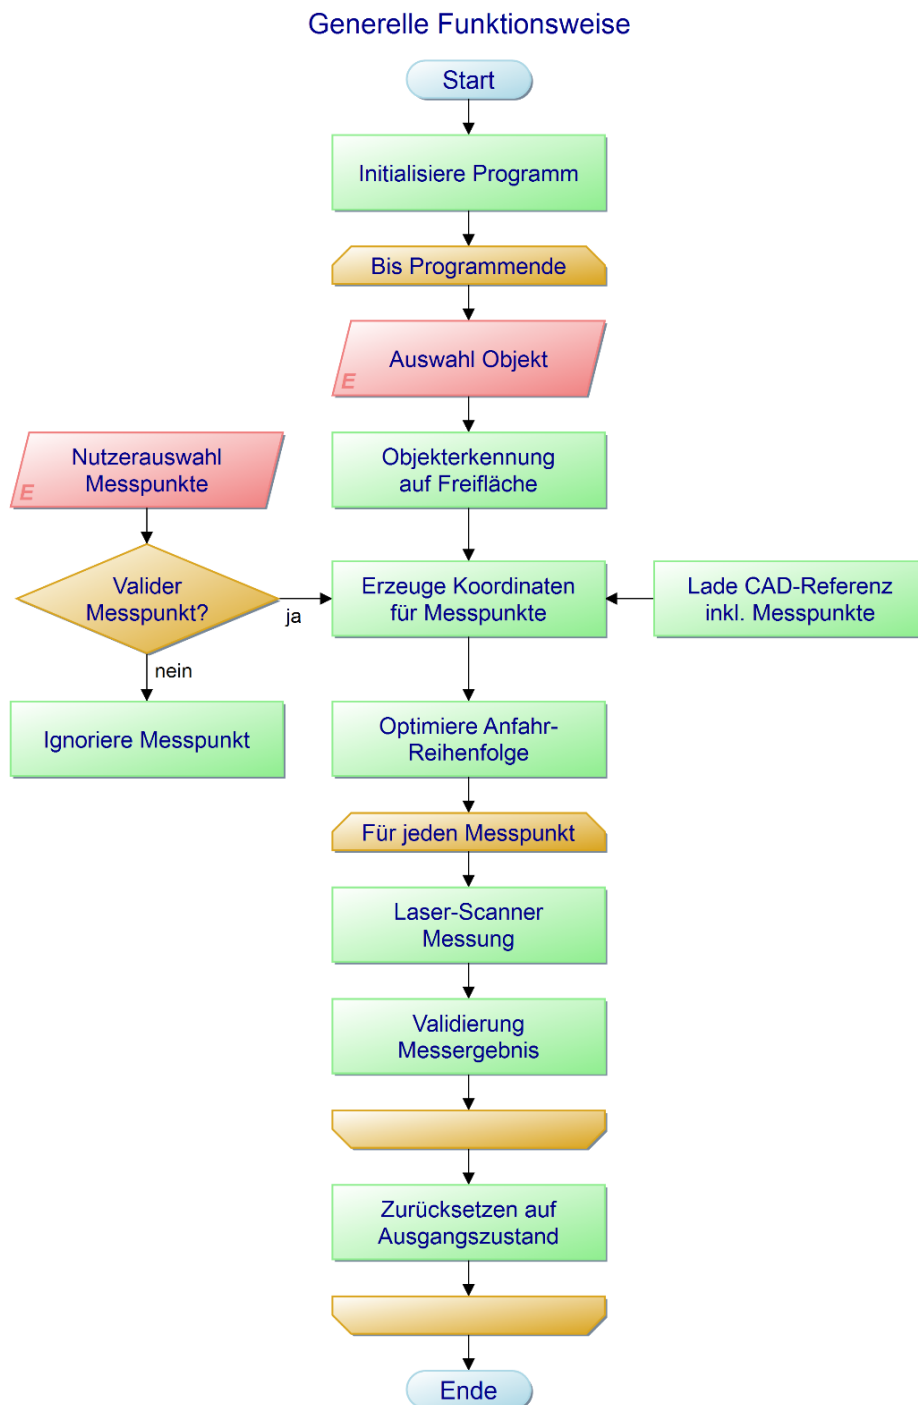 Generelle Funktionsweise
Start
Initialisiere Programm
Bis Programmende
Auswahl Objekt
E
Nutzerauswahl
Messpunkte
E
Objekterkennung
auf Freifläche
Valider
Messpunkt?
ja
nein
Erzeuge Koordinaten
für Messpunkte
Lade CAD-Referenz
inkl. Messpunkte
Ignoriere Messpunkt
Optimiere Anfahr-
Reihenfolge
Für jeden Messpunkt
Laser-Scanner
Messung
Validierung
Messergebnis
Zurücksetzen auf
Ausgangszustand
Ende